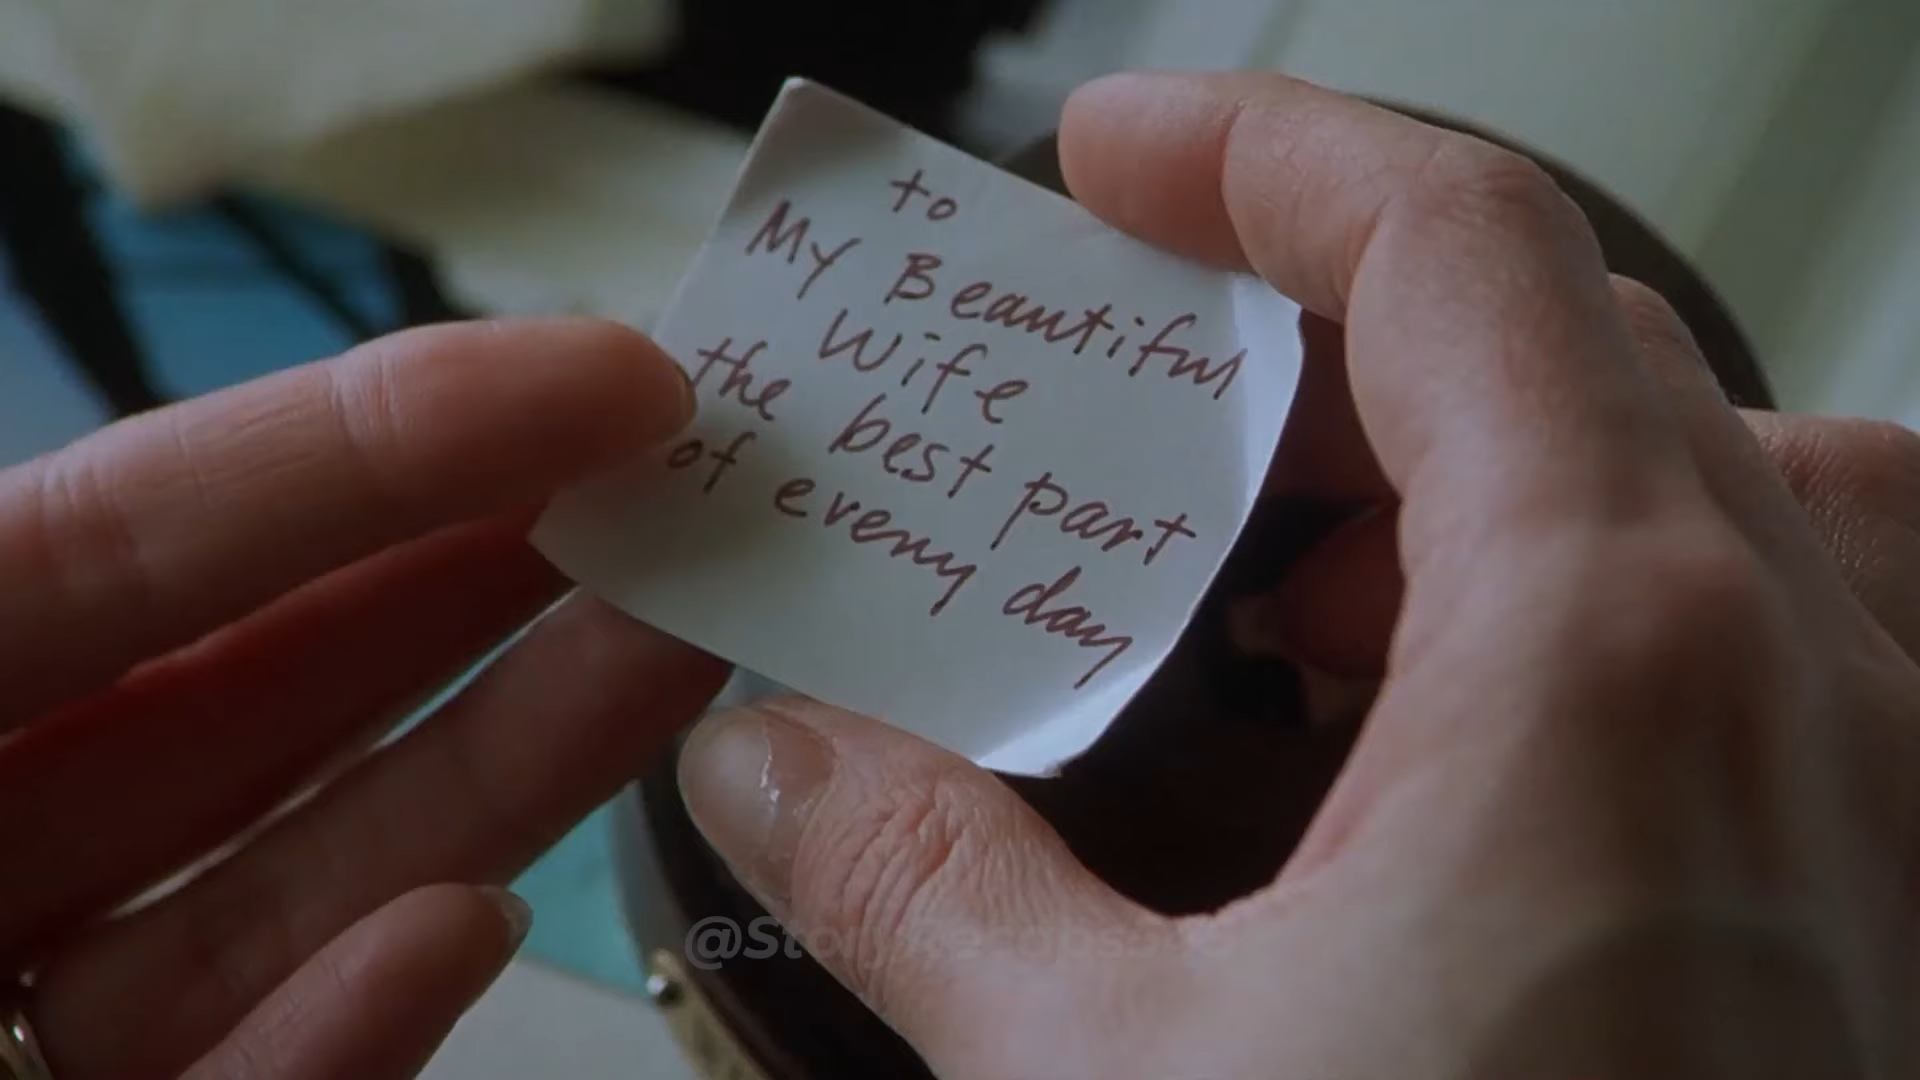 to
My Beautiful
Wife
the best part
of every day